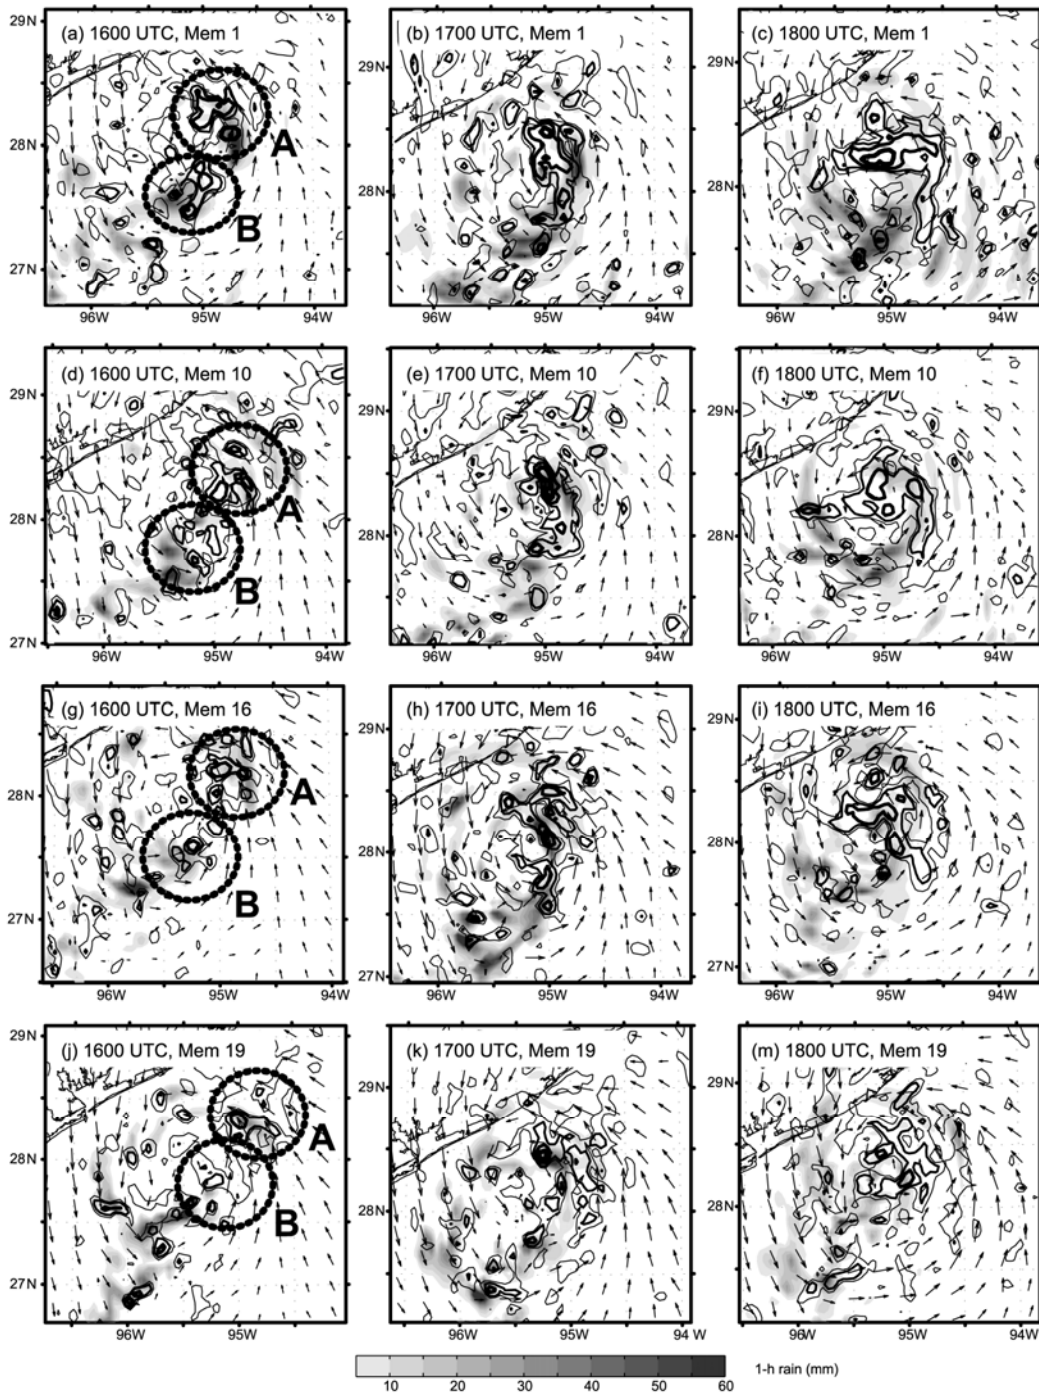 (a) 1600 UTC, Mem 1
(b) 1700 UTC, Mem 1
(c) 1800 UTC, Mem 1
29N
28N
27N
A
B
96W 95W 94W
29N
28N
96W 95W 94W
29N
28N
96W 95W 94W
(d) 1600 UTC, Mem 10
(e) 1700 UTC, Mem 10
(f) 1800 UTC, Mem 10
29N
28N
27N
A
B
96W 95W 94W
29N
28N
96W 95W 94W
29N
28N
96W 95W 94W
(g) 1600 UTC, Mem 16
(h) 1700 UTC, Mem 16
(i) 1800 UTC, Mem 16
28N
27N
A
B
96W 95W 94W
29N
28N
27N
96W 95W 94W
29N
28N
27N
96W 95W 94W
(j) 1600 UTC, Mem 19
(k) 1700 UTC, Mem 19
(m) 1800 UTC, Mem 19
29N
28N
27N
A
B
96W 95W
29N
28N
96W 95W 94 W
29N
28N
96W 95W 94W
10 20 30 40 50 60
1-h rain (mm)